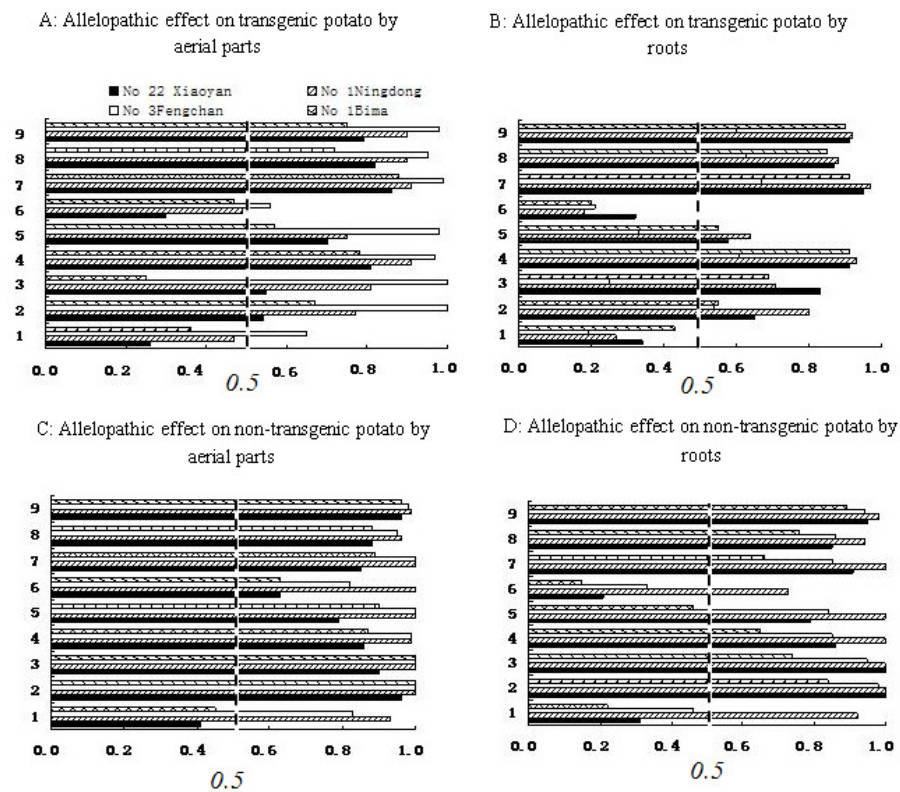 A: Allelopathic effect on transgenic potato by
aerial parts
No 22 Xiaoyan
No 1Ningdong
No 3Fengchan
No 1Bima
9
8
7
6
5
4
3
2
1
0.0 0.2 0.4 0.6 0.8 1.0
0.5
B: Allelopathic effect on transgenic potato by
roots
9
8
7
6
5
4
3
2
1
0.0 0.2 0.4 0.6 0.8 1.0
0.5
C: Allelopathic effect on non-transgenic potato by
aerial parts
9
8
7
6
5
4
3
2
1
0.0 0.2 0.4 0.6 0.8 1.0
0.5
D: Allelopathic effect on non-transgenic potato by
roots
9
8
7
6
5
4
3
2
1
0.0 0.2 0.4 0.6 0.8 1.0
0.5